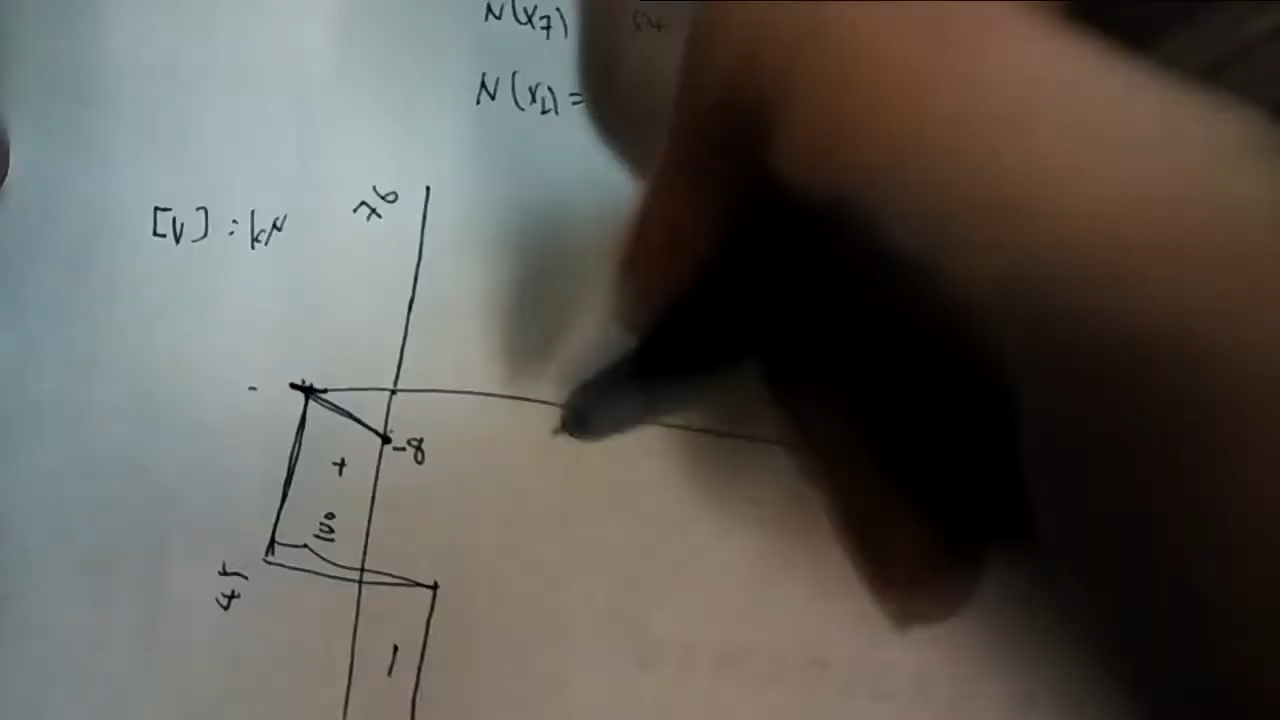 N(x7)
N(x2) =
76
[V] : kN
-
-8
+
100
45
-